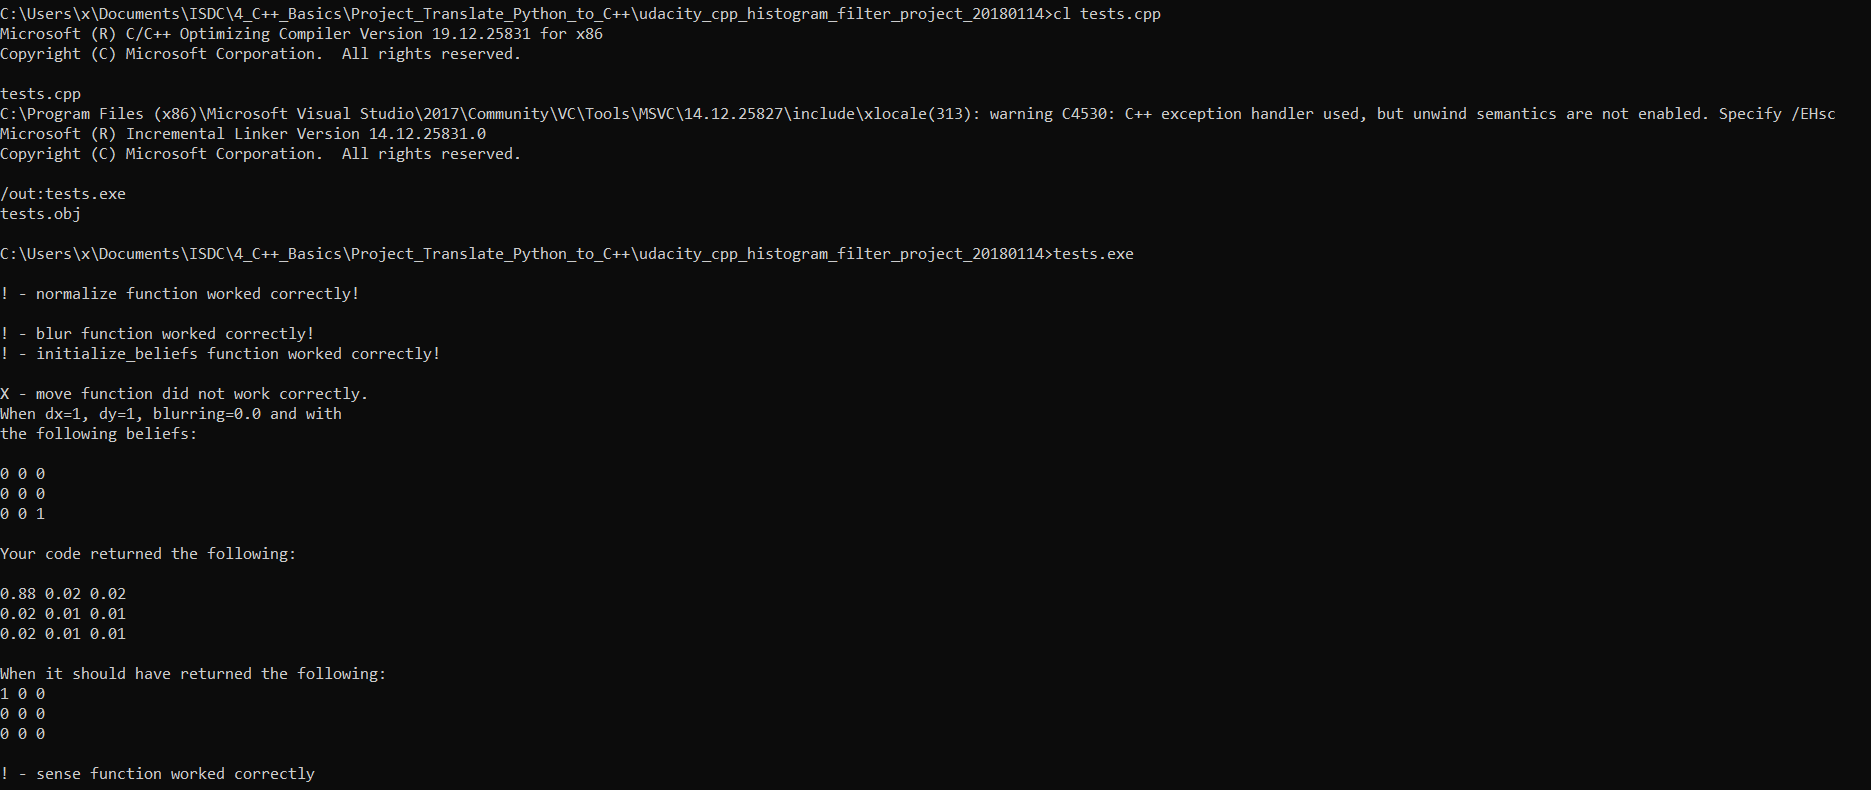 C:\Users\x\Documents\ISDC\4_C++_Basics\Project_Translate_Python_to_C++\udacity_cpp_histogram_filter_project_20180114>cl tests.cpp
Microsoft (R) C/C++ Optimizing Compiler Version 19.12.25831 for x86
Copyright (C) Microsoft Corporation.  All rights reserved.

tests.cpp
C:\Program Files (x86)\Microsoft Visual Studio\2017\Community\VC\Tools\MSVC\14.12.25827\include\xlocale(313): warning C4530: C++ exception handler used, but unwind semantics are not enabled. Specify /EHsc
Microsoft (R) Incremental Linker Version 14.12.25831.0
Copyright (C) Microsoft Corporation.  All rights reserved.

/out:tests.exe
tests.obj

C:\Users\x\Documents\ISDC\4_C++_Basics\Project_Translate_Python_to_C++\udacity_cpp_histogram_filter_project_20180114>tests.exe

! - normalize function worked correctly!

! - blur function worked correctly!
! - initialize_beliefs function worked correctly!

X - move function did not work correctly.
When dx=1, dy=1, blurring=0.0 and with
the following beliefs:

0 0 0
0 0 0
0 0 1

Your code returned the following:

0.88 0.02 0.02
0.02 0.01 0.01
0.02 0.01 0.01

When it should have returned the following:
1 0 0
0 0 0
0 0 0

! - sense function worked correctly